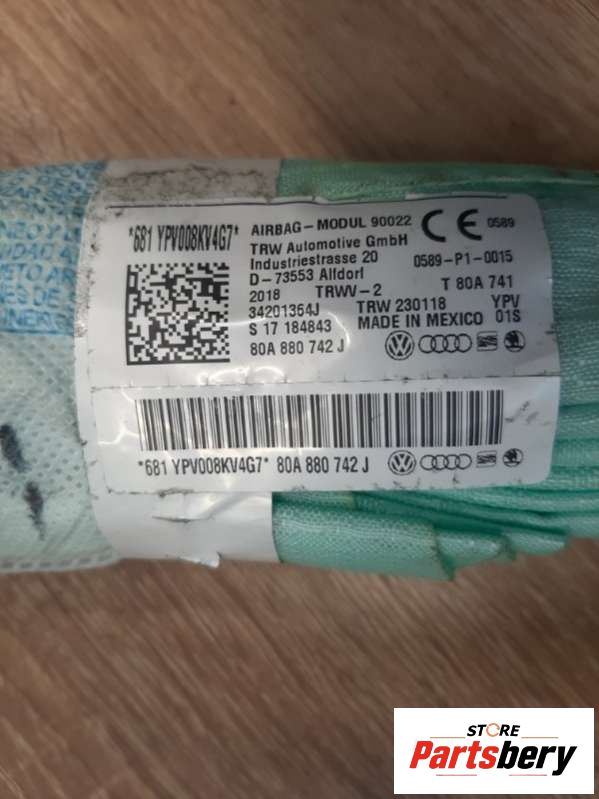 *681 YPV008KV4G7*
AIRBAG-MODUL 90022 CE 0589
TRW Automotive GmbH
Industriestrasse 20 0589-P1-0015
D-73553 Alfdorf
2018 TRWV-2 T 80A 741
34201364J TRW 230118 YPV
S 17 184843 MADE IN MEXICO 01S
80A 880 742 J
*681 YPV008KV4G7* 80A 880 742 J
STORE
Partsbery